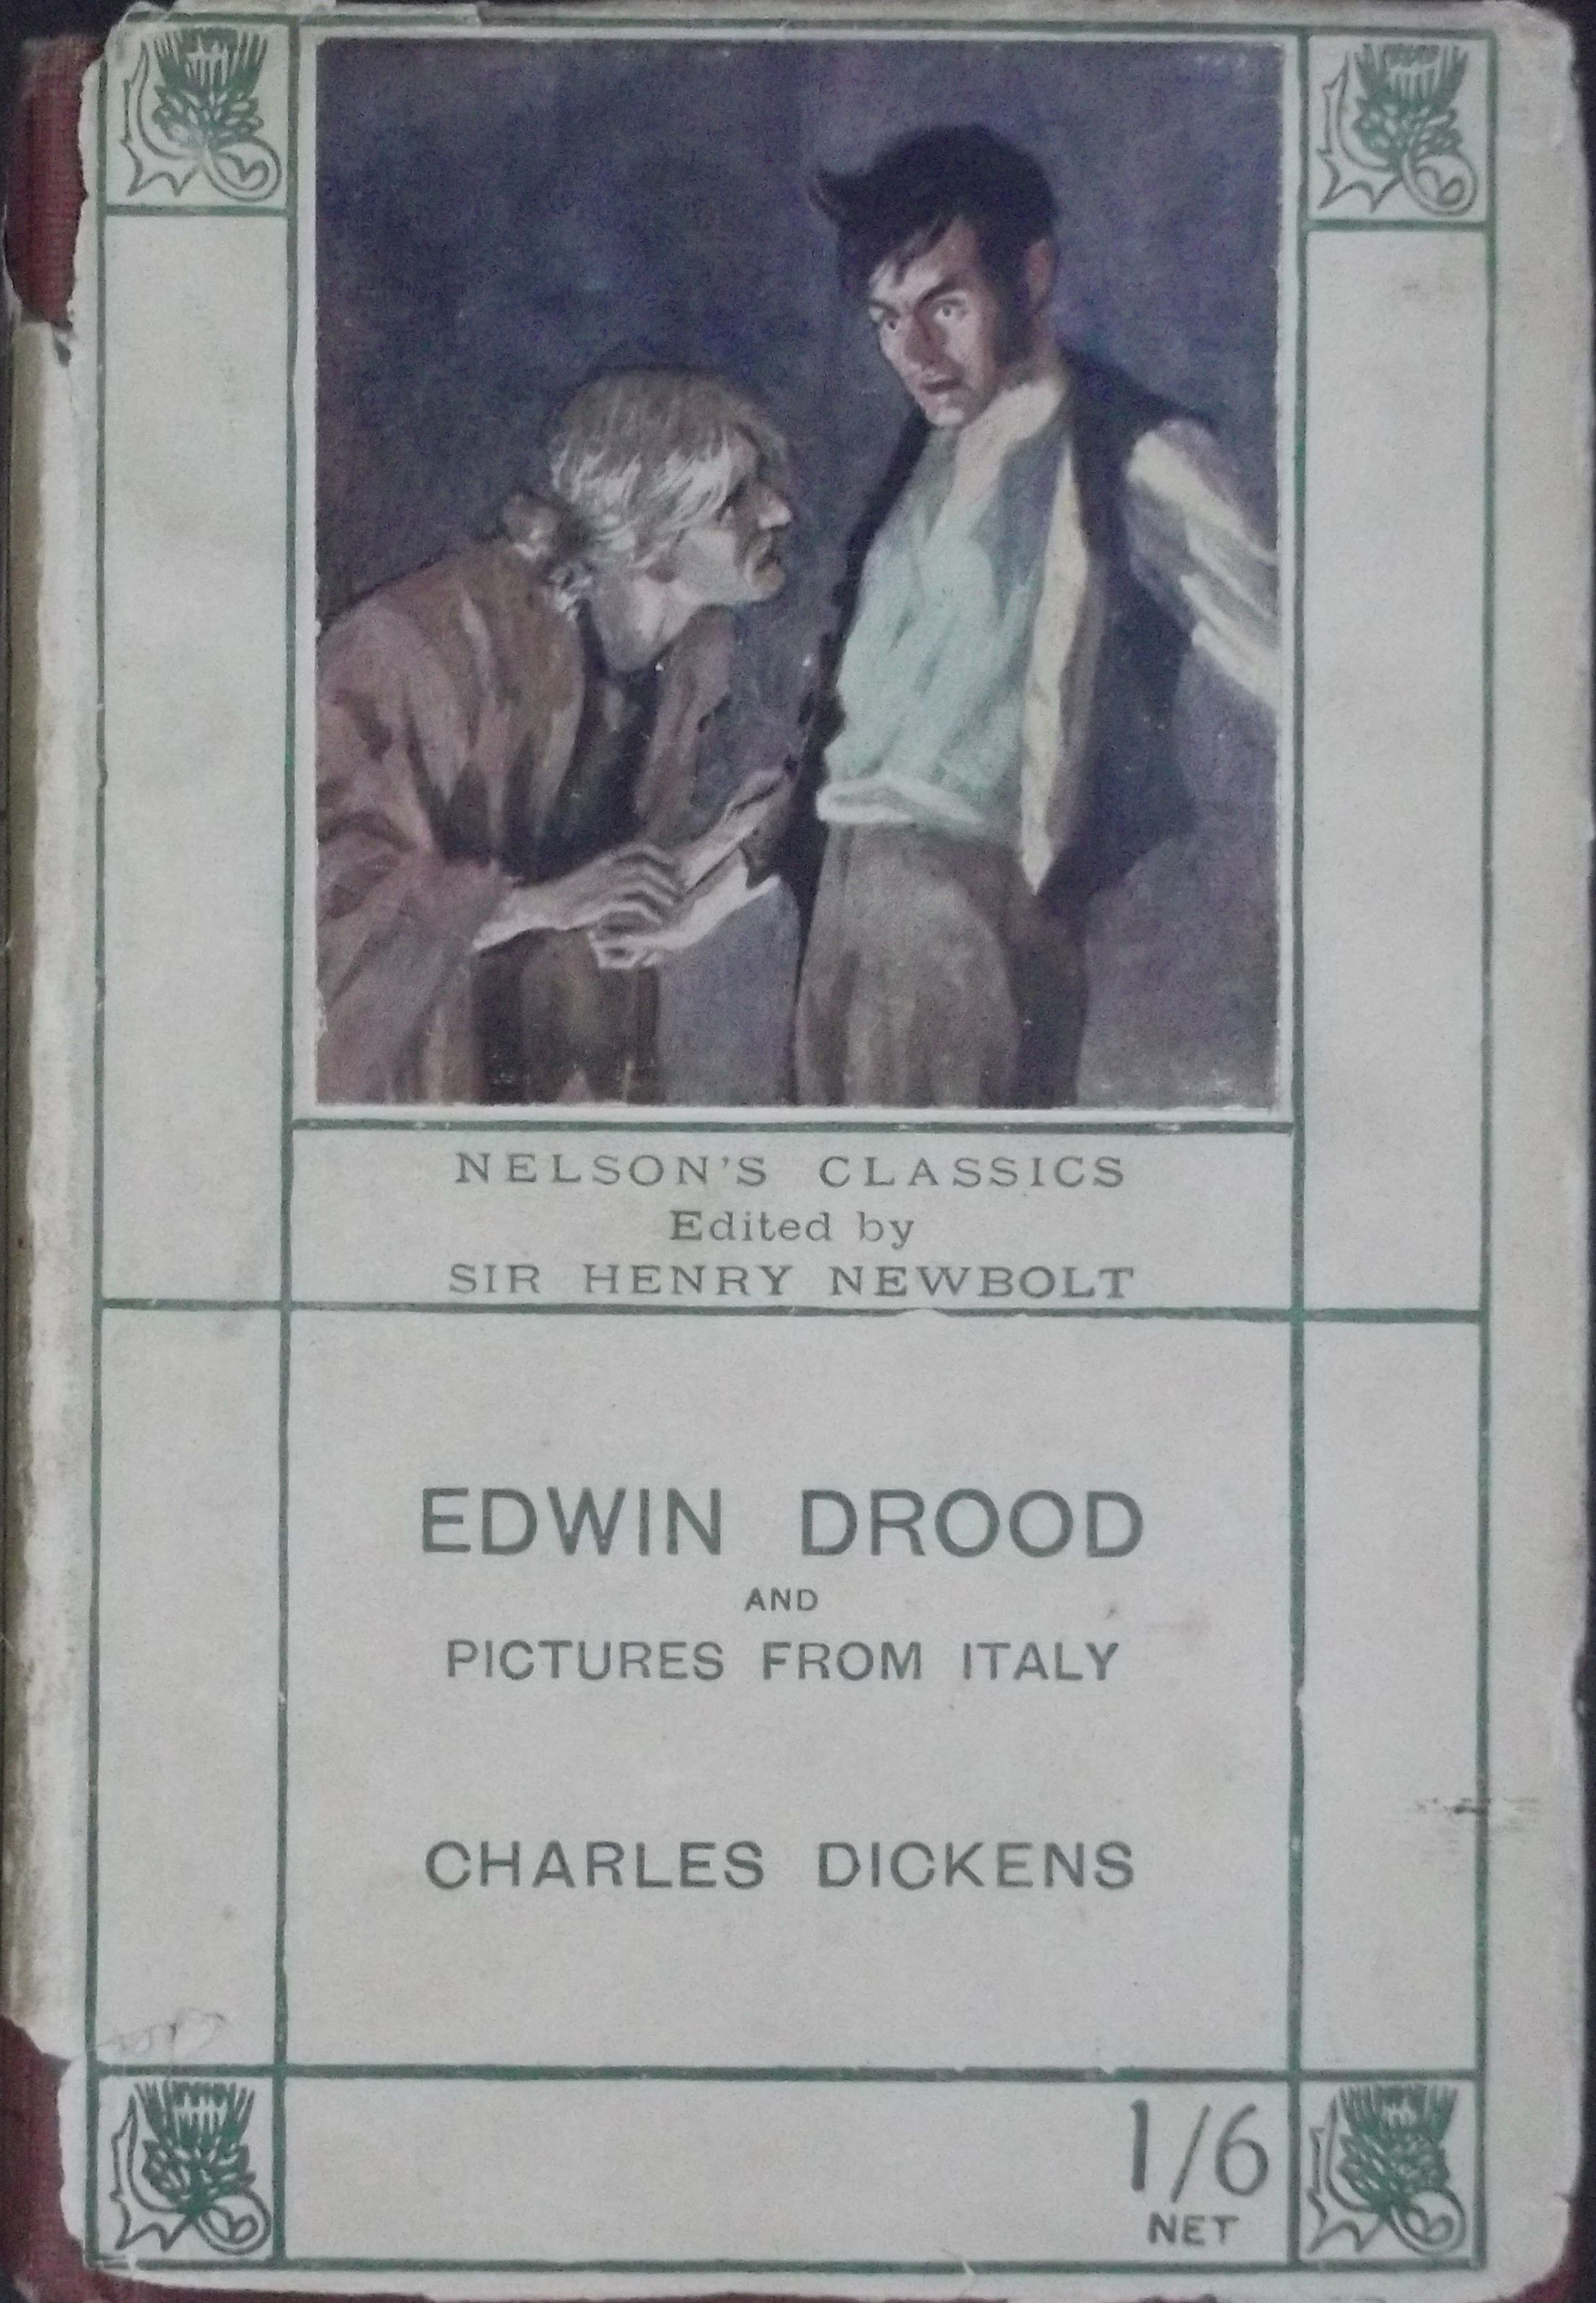 NELSON'S CLASSICS
Edited by
SIR HENRY NEWBOLT
EDWIN DROOD
AND
PICTURES FROM ITALY
CHARLES DICKENS
1/6
NET